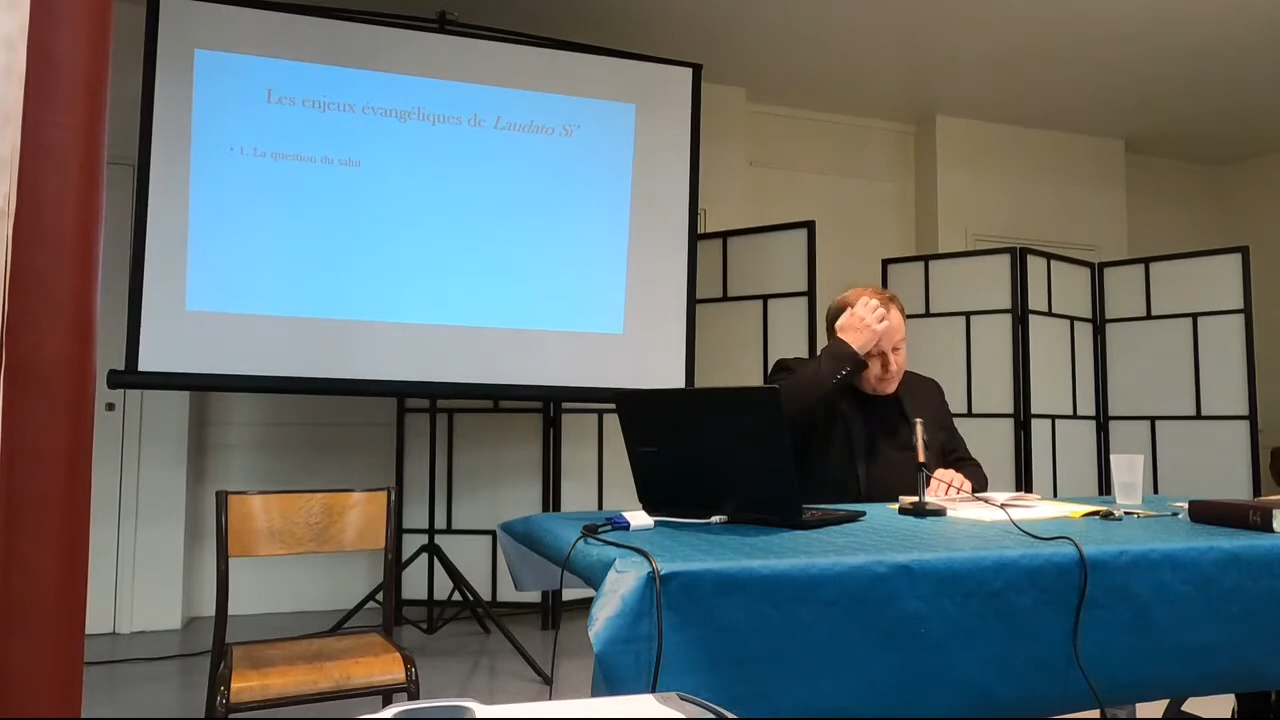 Les enjeux évangéliques de Laudato Si'
• 1. La question du salut